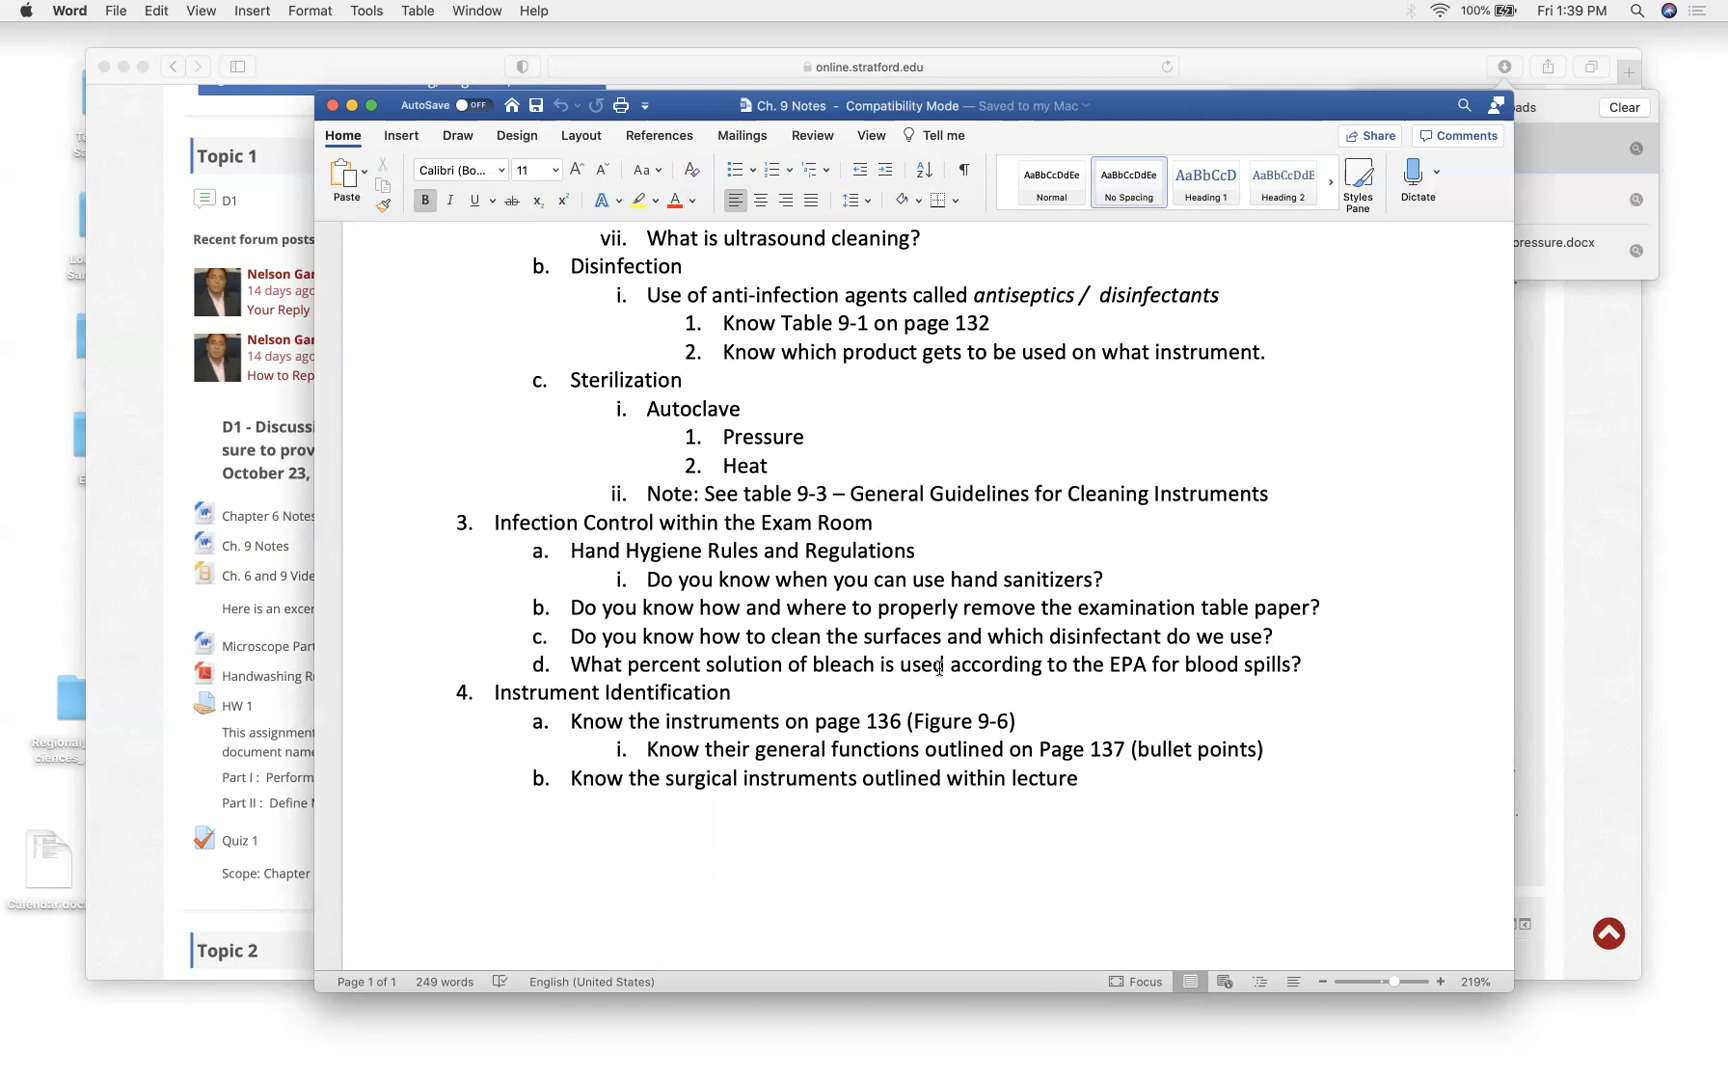 Word File Edit View Insert Format Tools Table Window Help 100% Fri 1:39 PM
online.stratford.edu
AutoSave OFF Ch. 9 Notes - Compatibility Mode — Saved to my Mac
Clear
Home Insert Draw Design Layout References Mailings Review View Tell me Share Comments
Paste Calibri (Bo... 11 Aa
AaBbCcDdEe AaBbCcDdEe AaBbCcD AaBbCcDdE
Normal No Spacing Heading 1 Heading 2 Styles Pane Dictate
pressure.docx
Topic 1
D1
Recent forum posts
Nelson Gar
14 days ago
Your Reply
Nelson Gar
14 days ago
How to Rep
D1 - Discussi
sure to prov
October 23,
Chapter 6 Notes
Ch. 9 Notes
Ch. 6 and 9 Vide
Here is an excer
Microscope Part
Handwashing Ru
HW 1
This assignment
document name
Part I : Perform
Part II : Define M
Quiz 1
Scope: Chapter
Topic 2
Regional_
ciences_
Calendar.docx
vii. What is ultrasound cleaning?
b. Disinfection
i. Use of anti-infection agents called antiseptics / disinfectants
1. Know Table 9-1 on page 132
2. Know which product gets to be used on what instrument.
c. Sterilization
i. Autoclave
1. Pressure
2. Heat
ii. Note: See table 9-3 – General Guidelines for Cleaning Instruments
3. Infection Control within the Exam Room
a. Hand Hygiene Rules and Regulations
i. Do you know when you can use hand sanitizers?
b. Do you know how and where to properly remove the examination table paper?
c. Do you know how to clean the surfaces and which disinfectant do we use?
d. What percent solution of bleach is used according to the EPA for blood spills?
4. Instrument Identification
a. Know the instruments on page 136 (Figure 9-6)
i. Know their general functions outlined on Page 137 (bullet points)
b. Know the surgical instruments outlined within lecture
Page 1 of 1 249 words English (United States) Focus 219%